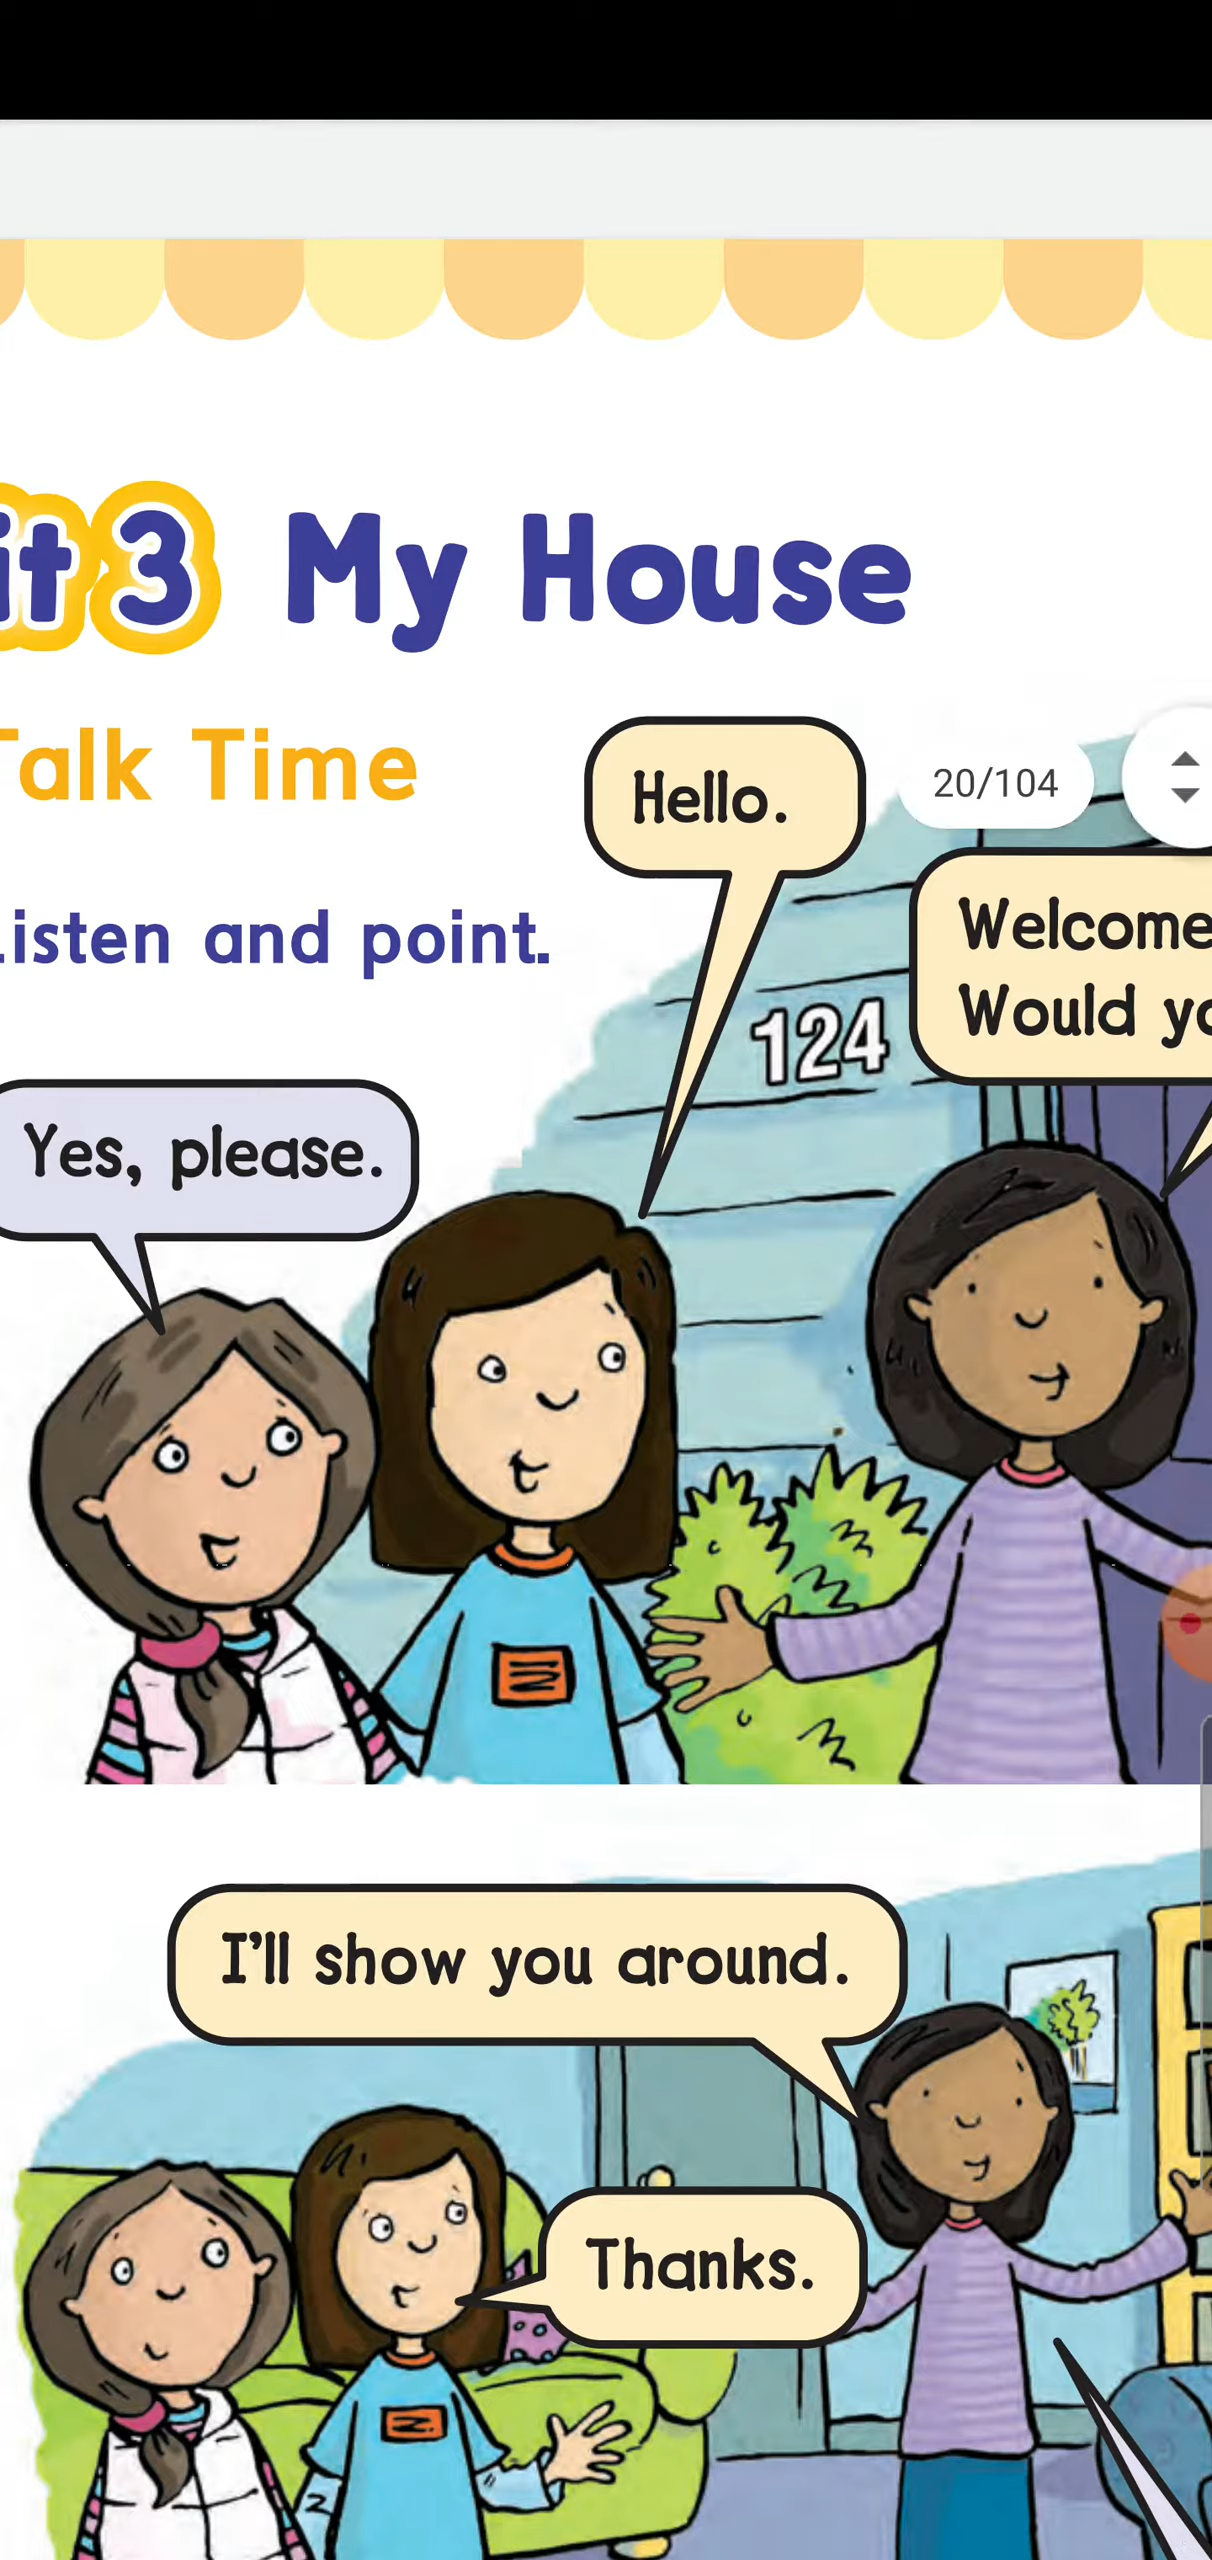 it 3 My House
Talk Time
Hello.
20/104
Listen and point.
Welcome
Would yo
124
Yes, please.
I'll show you around.
Thanks.